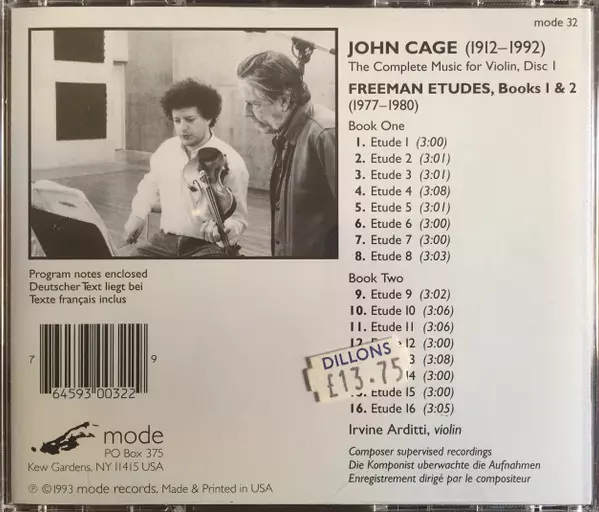 mode 32
JOHN CAGE (1912–1992)
The Complete Music for Violin, Disc 1
FREEMAN ETUDES, Books 1 & 2
(1977–1980)
Book One
1. Etude 1 (3:00)
2. Etude 2 (3:01)
3. Etude 3 (3:01)
4. Etude 4 (3:08)
5. Etude 5 (3:01)
6. Etude 6 (3:00)
7. Etude 7 (3:00)
8. Etude 8 (3:03)
Book Two
9. Etude 9 (3:02)
10. Etude 10 (3:06)
11. Etude 11 (3:06)
12. 12 (3:00)
3 (3:08)
14 (3:00)
Etude 15 (3:00)
16. Etude 16 (3:05)
DILLONS
£13.75
Irvine Arditti, violin
Composer supervised recordings
Die Komponist uberwachte die Aufnahmen
Enregistrement dirigé par le compositeur
Program notes enclosed
Deutscher Text liegt bei
Texte français inclus
7 64593 00322 9
mode
PO Box 375
Kew Gardens, NY 11415 USA
℗ ©1993 mode records. Made & Printed in USA